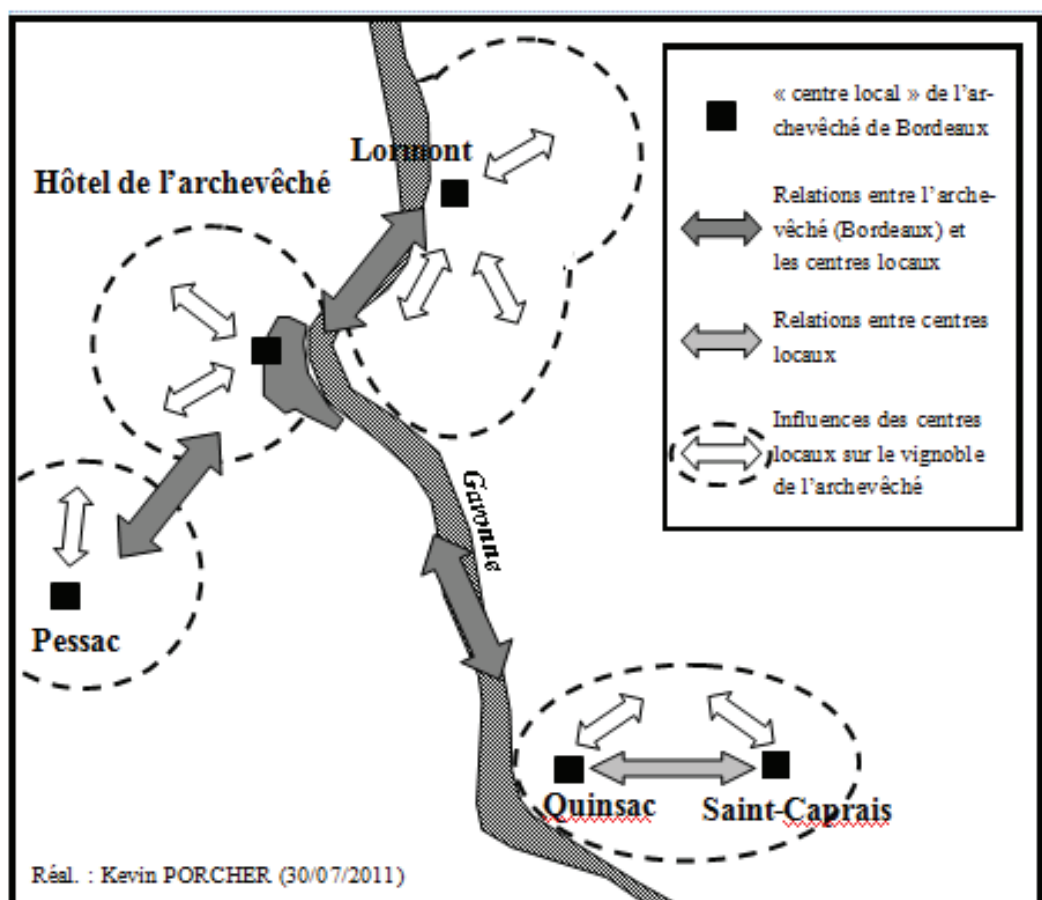 Lormont
Hôtel de l'archevêché
Garonne
Pessac
Quinsac
Saint-Caprais
Réal. : Kevin PORCHER (30/07/2011)
« centre local » de l'ar-
chevêché de Bordeaux
Relations entre l'arche-
vêché (Bordeaux) et
les centres locaux
Relations entre centres
locaux
Influences des centres
locaux sur le vignoble
de l'archevêché